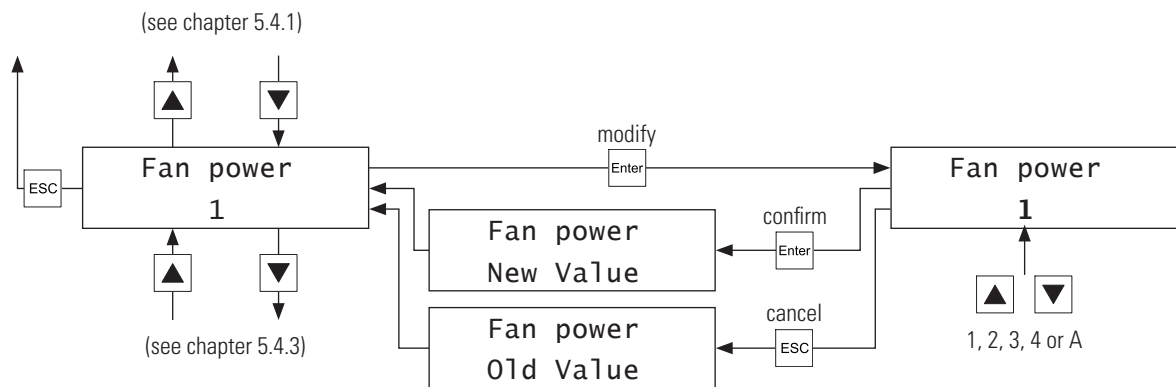 (see chapter 5.4.1)
ESC
Fan power
1
(see chapter 5.4.3)
modify
Enter
Fan power
New Value
confirm
Enter
Fan power
Old Value
cancel
ESC
Fan power
1
1, 2, 3, 4 or A